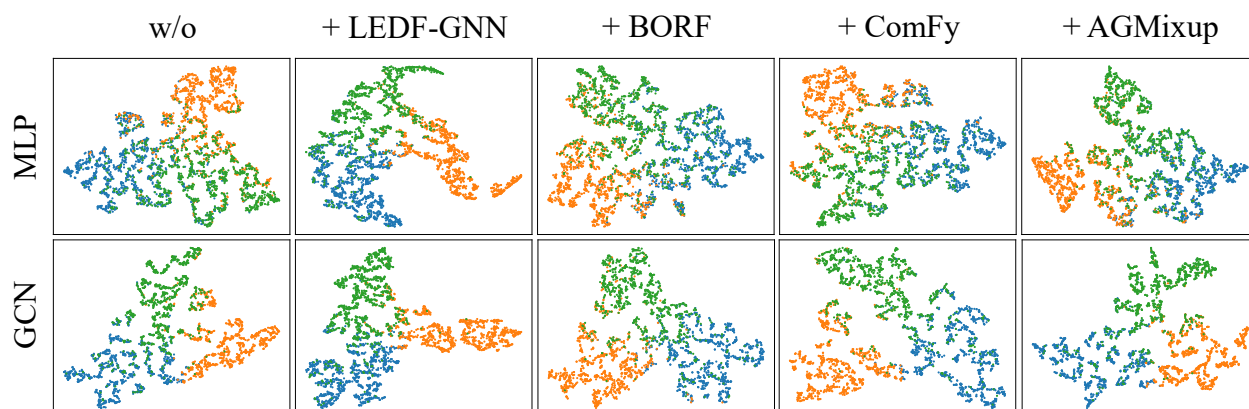 w/o + LEDF-GNN + BORF + ComFy + AGMixup
MLP
GCN